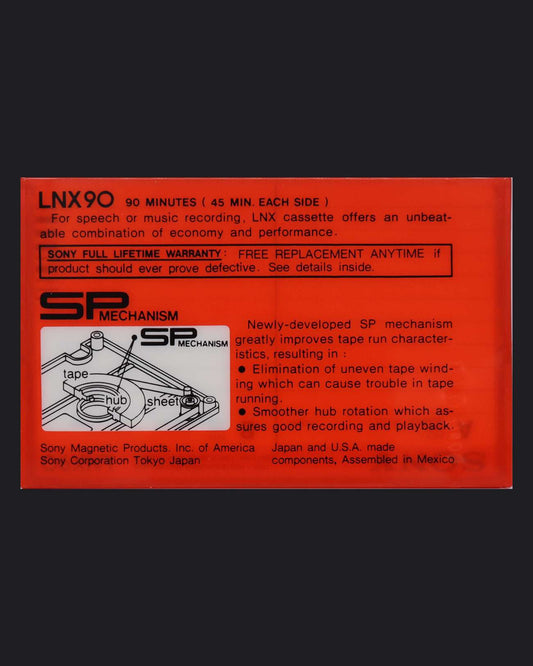 LNX90 90 MINUTES ( 45 MIN. EACH SIDE )
For speech or music recording, LNX cassette offers an unbeat-
able combination of economy and performance.
SONY FULL LIFETIME WARRANTY: FREE REPLACEMENT ANYTIME if
product should ever prove defective. See details inside.
SP MECHANISM
SP MECHANISM
tape
hub
sheet
Newly-developed SP mechanism
greatly improves tape run character-
istics, resulting in :
● Elimination of uneven tape wind-
ing which can cause trouble in tape
running.
● Smoother hub rotation which as-
sures good recording and playback.
Sony Magnetic Products. Inc. of America
Sony Corporation Tokyo Japan
Japan and U.S.A. made
components, Assembled in Mexico